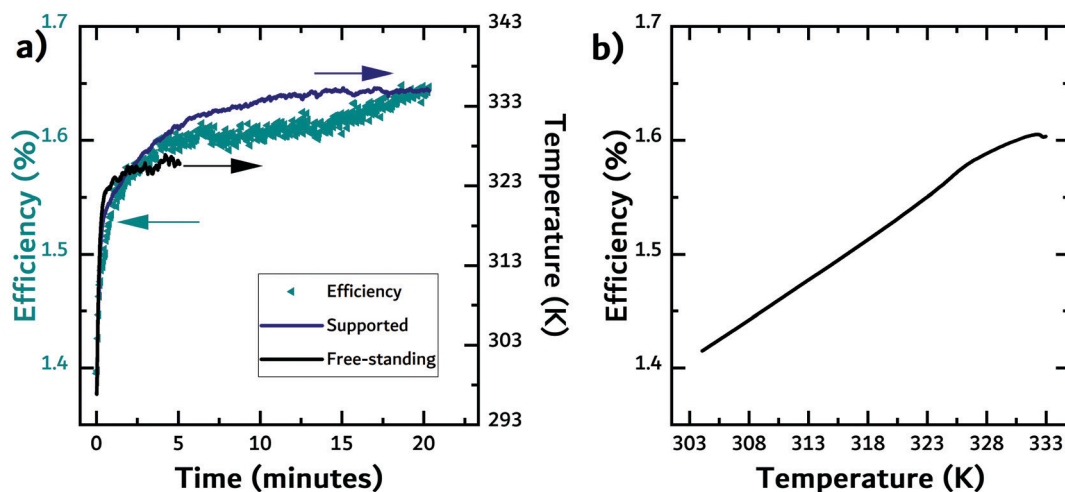 a)
1.7
1.6
1.5
1.4
Efficiency (%)
343
333
323
313
303
293
Temperature (K)
Efficiency
Supported
Free-standing
0 5 10 15 20
Time (minutes)
b)
1.7
1.6
1.5
1.4
Efficiency (%)
303 308 313 318 323 328 333
Temperature (K)